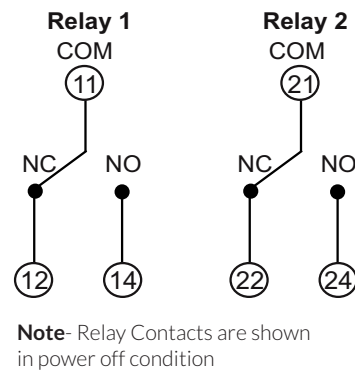 Relay 1 Relay 2
COM COM
11 21
NC NO NC NO
12 14 22 24
Note- Relay Contacts are shown
in power off condition